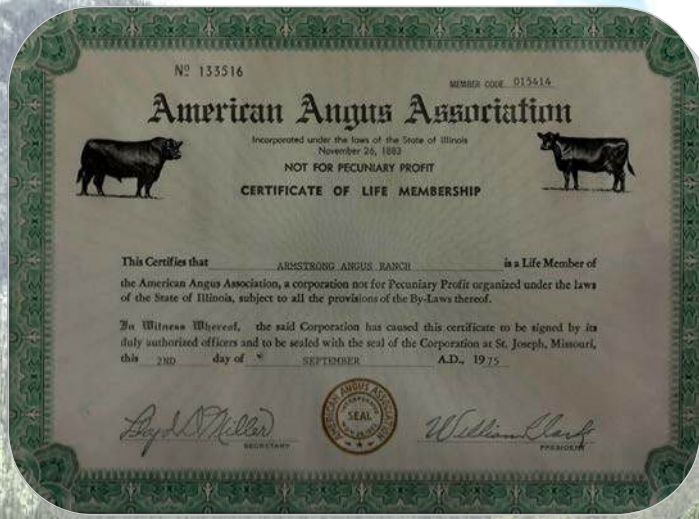 Nº 133516
MEMBER CODE 015414
American Angus Association
Incorporated under the laws of the State of Illinois
November 26, 1883
NOT FOR PECUNIARY PROFIT
CERTIFICATE OF LIFE MEMBERSHIP
This Certifies that ARMSTRONG ANGUS RANCH is a Life Member of
the American Angus Association, a corporation not for Pecuniary Profit organized under the laws
of the State of Illinois, subject to all the provisions of the By-Laws thereof.
In Witness Whereof, the said Corporation has caused this certificate to be signed by its
duly authorized officers and to be sealed with the seal of the Corporation at St. Joseph, Missouri,
this 2ND day of SEPTEMBER A.D., 1975
AMERICAN ANGUS ASSOCIATION
INCORPORATED
SEAL
Miller
SECRETARY
William Clark
PRESIDENT